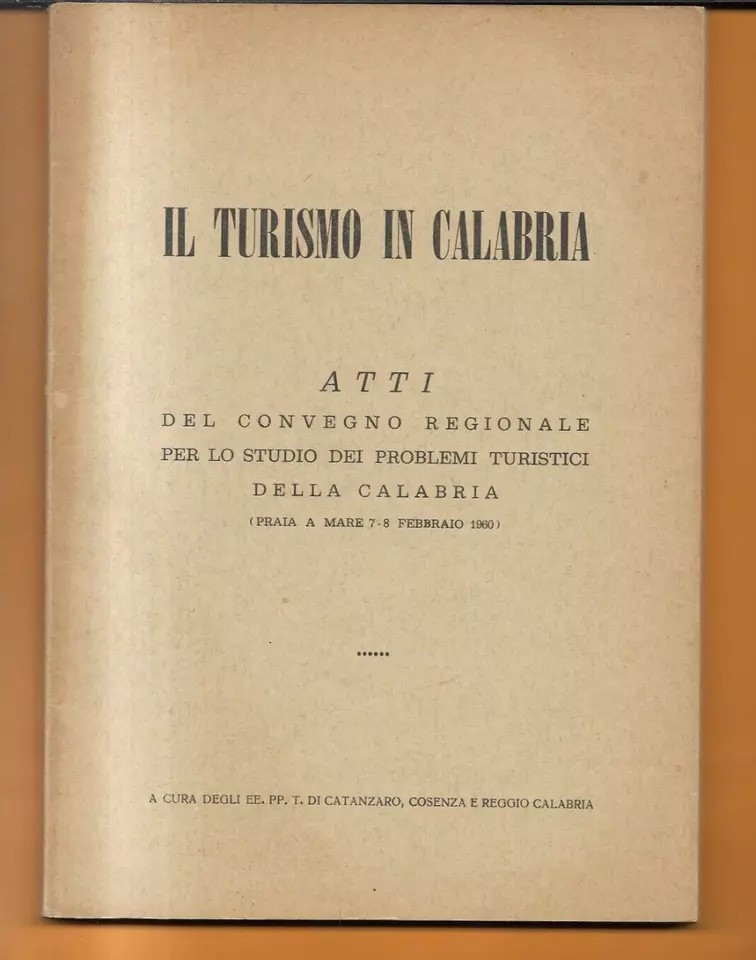 IL TURISMO IN CALABRIA
ATTI
DEL CONVEGNO REGIONALE
PER LO STUDIO DEI PROBLEMI TURISTICI
DELLA CALABRIA
(PRAIA A MARE 7-8 FEBBRAIO 1960)
A CURA DEGLI EE. PP. T. DI CATANZARO, COSENZA E REGGIO CALABRIA